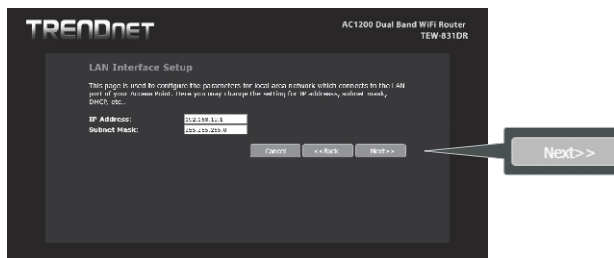 TRENDNET
AC1200 Dual Band WiFi Router
TEW-831DR
LAN Interface Setup
This page is used to configure the parameters for local area network which connects to the LAN
port of your Access Point. Here you may change the setting for IP address, subnet mask,
DHCP, etc..
IP Address:
Subnet Mask: 255.255.255.0
Cancel <<Back Next>>
Next>>